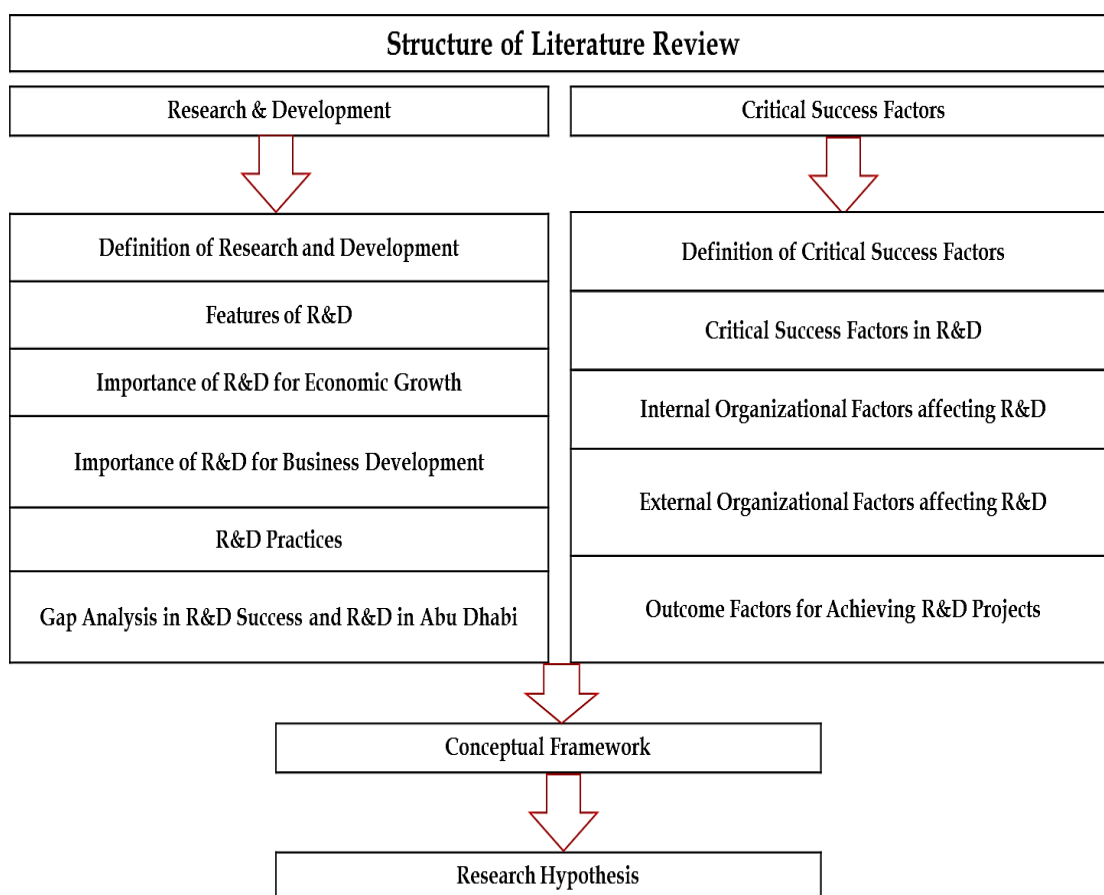 Structure of Literature Review
Research & Development
Critical Success Factors
Definition of Research and Development
Features of R&D
Importance of R&D for Economic Growth
Importance of R&D for Business Development
R&D Practices
Gap Analysis in R&D Success and R&D in Abu Dhabi
Definition of Critical Success Factors
Critical Success Factors in R&D
Internal Organizational Factors affecting R&D
External Organizational Factors affecting R&D
Outcome Factors for Achieving R&D Projects
Conceptual Framework
Research Hypothesis